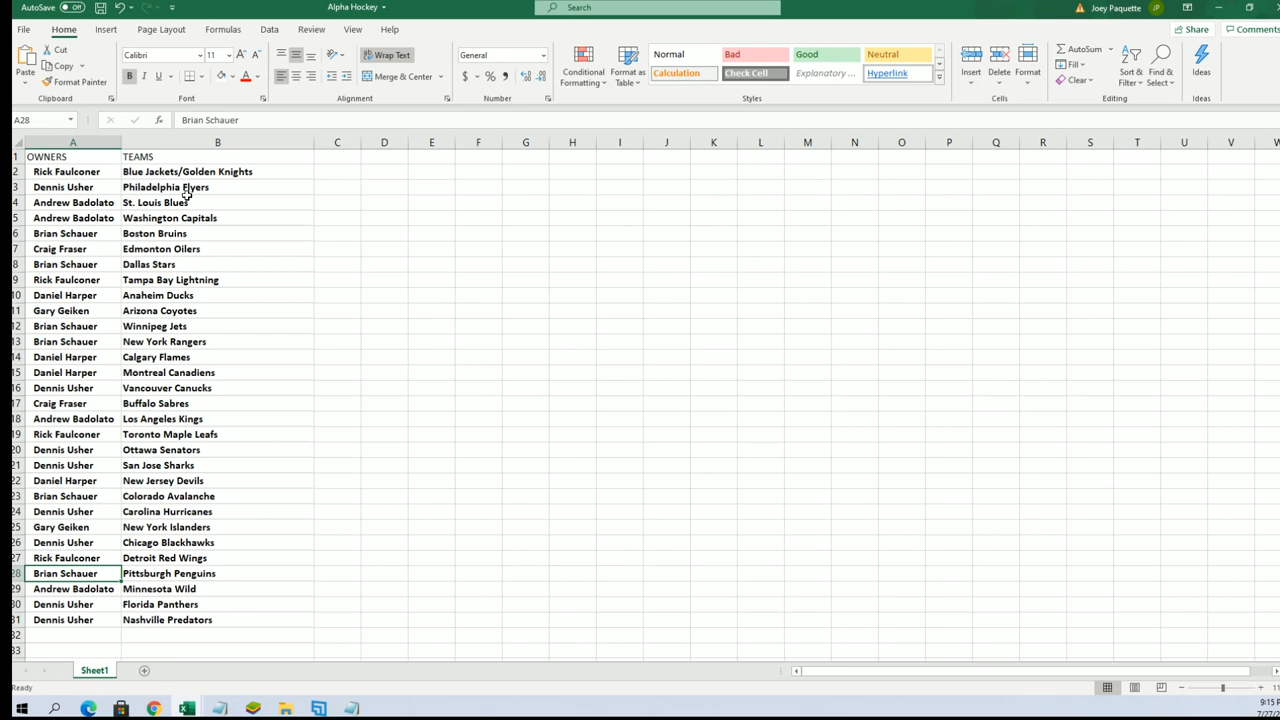 AutoSave Off Alpha Hockey Search Joey Paquette JP
File Home Insert Page Layout Formulas Data Review View Help Share Comments
Paste Cut Copy Format Painter Calibri 11 Wrap Text Merge & Center General Conditional Formatting Format as Table Normal Bad Good Neutral Calculation Check Cell Explanatory ... Hyperlink Insert Delete Format AutoSum Fill Clear Sort & Filter Find & Select Ideas
Clipboard Font Alignment Number Styles Cells Editing Ideas
A28 fx Brian Schauer
A B C D E F G H I J K L M N O P Q R S T U V W
1 OWNERS TEAMS
2 Rick Faulconer Blue Jackets/Golden Knights
3 Dennis Usher Philadelphia Flyers
4 Andrew Badolato St. Louis Blues
5 Andrew Badolato Washington Capitals
6 Brian Schauer Boston Bruins
7 Craig Fraser Edmonton Oilers
8 Brian Schauer Dallas Stars
9 Rick Faulconer Tampa Bay Lightning
10 Daniel Harper Anaheim Ducks
11 Gary Geiken Arizona Coyotes
12 Brian Schauer Winnipeg Jets
13 Brian Schauer New York Rangers
14 Daniel Harper Calgary Flames
15 Daniel Harper Montreal Canadiens
16 Dennis Usher Vancouver Canucks
17 Craig Fraser Buffalo Sabres
18 Andrew Badolato Los Angeles Kings
19 Rick Faulconer Toronto Maple Leafs
20 Dennis Usher Ottawa Senators
21 Dennis Usher San Jose Sharks
22 Daniel Harper New Jersey Devils
23 Brian Schauer Colorado Avalanche
24 Dennis Usher Carolina Hurricanes
25 Gary Geiken New York Islanders
26 Dennis Usher Chicago Blackhawks
27 Rick Faulconer Detroit Red Wings
28 Brian Schauer Pittsburgh Penguins
29 Andrew Badolato Minnesota Wild
30 Dennis Usher Florida Panthers
31 Dennis Usher Nashville Predators
32
33
Sheet1
Ready
9:15 P
7/27/2